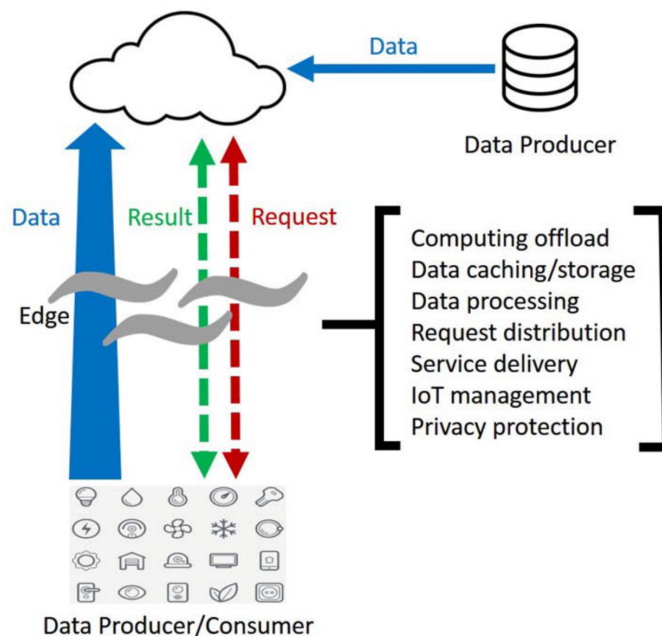 Data
Data Producer
Data
Result
Request
Edge
Computing offload
Data caching/storage
Data processing
Request distribution
Service delivery
IoT management
Privacy protection
Data Producer/Consumer